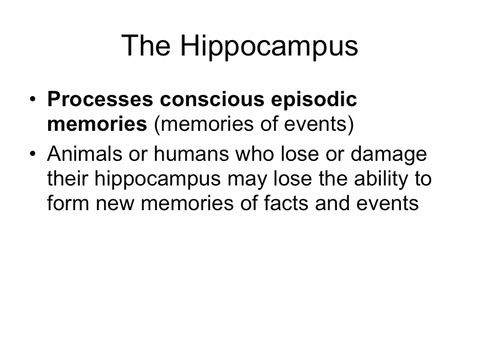 The Hippocampus
• Processes conscious episodic
memories (memories of events)
• Animals or humans who lose or damage
their hippocampus may lose the ability to
form new memories of facts and events